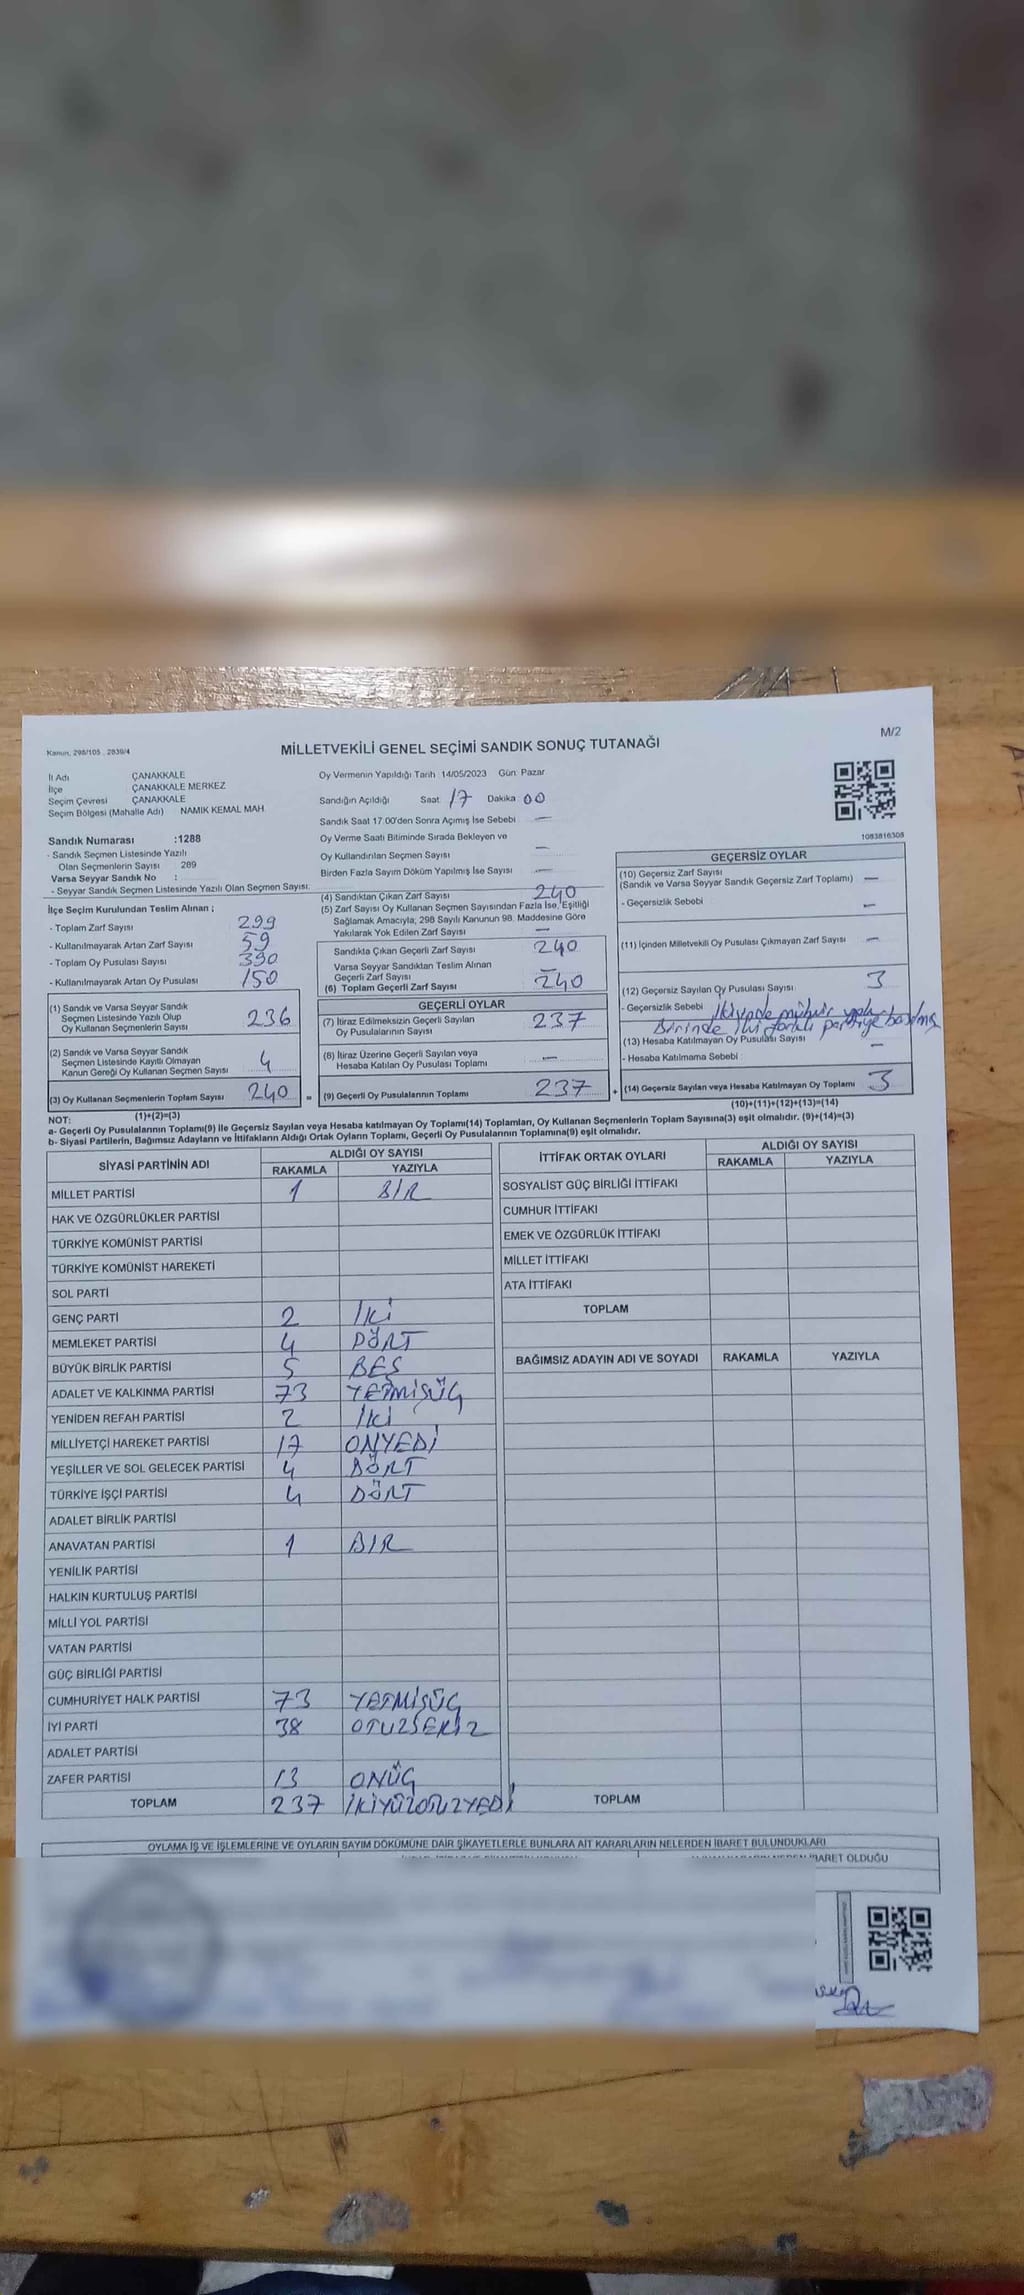 M/2
Kanun, 298/105 . 2839/4
MİLLETVEKİLİ GENEL SEÇİMİ SANDIK SONUÇ TUTANAĞI
İl Adı ÇANAKKALE
İlçe ÇANAKKALE MERKEZ
Seçim Çevresi ÇANAKKALE
Seçim Bölgesi (Mahalle Adı) NAMIK KEMAL MAH
Oy Vermenin Yapıldığı Tarih 14/05/2023 Gün: Pazar
Sandığın Açıldığı Saat 17 Dakika 00
Sandık Saat 17.00'den Sonra Açımış İse Sebebi —
Oy Verme Saati Bitiminde Sırada Bekleyen ve
Oy Kullandırılan Seçmen Sayısı —
Birden Fazla Sayım Döküm Yapılmış İse Sayısı —
1083816308
Sandık Numarası :1288
- Sandık Seçmen Listesinde Yazılı
Olan Seçmenlerin Sayısı : 289
Varsa Seyyar Sandık No :
- Seyyar Sandık Seçmen Listesinde Yazılı Olan Seçmen Sayısı:
İlçe Seçim Kurulundan Teslim Alınan ;
- Toplam Zarf Sayısı 299
- Kullanılmayarak Artan Zarf Sayısı 59
- Toplam Oy Pusulası Sayısı 390
- Kullanılmayarak Artan Oy Pusulası 150
(1) Sandık ve Varsa Seyyar Sandık
Seçmen Listesinde Yazılı Olup
Oy Kullanan Seçmenlerin Sayısı 236
(2) Sandık ve Varsa Seyyar Sandık
Seçmen Listesinde Kayıtlı Olmayan
Kanun Gereği Oy Kullanan Seçmen Sayısı 4
(3) Oy Kullanan Seçmenlerin Toplam Sayısı 240 =
(1)+(2)=(3)
(4) Sandıktan Çıkan Zarf Sayısı 240
(5) Zarf Sayısı Oy Kullanan Seçmen Sayısından Fazla İse, Eşitliği
Sağlamak Amacıyla; 298 Sayılı Kanunun 98. Maddesine Göre
Yakılarak Yok Edilen Zarf Sayısı —
Sandıkta Çıkan Geçerli Zarf Sayısı 240
Varsa Seyyar Sandıktan Teslim Alınan
Geçerli Zarf Sayısı —
(6) Toplam Geçerli Zarf Sayısı 240
GEÇERLİ OYLAR
(7) İtiraz Edilmeksizin Geçerli Sayılan
Oy Pusulalarının Sayısı 237
(8) İtiraz Üzerine Geçerli Sayılan veya
Hesaba Katılan Oy Pusulası Toplamı —
(9) Geçerli Oy Pusulalarının Toplamı 237 +
GEÇERSİZ OYLAR
(10) Geçersiz Zarf Sayısı
(Sandık ve Varsa Seyyar Sandık Geçersiz Zarf Toplamı) —
- Geçersizlik Sebebi —
(11) İçinden Milletvekili Oy Pusulası Çıkmayan Zarf Sayısı —
(12) Geçersiz Sayılan Oy Pusulası Sayısı 3
- Geçersizlik Sebebi İkisinde mühür yok
Birinde iki farklı partiye basılmış
(13) Hesaba Katılmayan Oy Pusulası Sayısı —
- Hesaba Katılmama Sebebi :
(14) Geçersiz Sayılan veya Hesaba Katılmayan Oy Toplamı 3
(10)+(11)+(12)+(13)=(14)
NOT:
a- Geçerli Oy Pusulalarının Toplamı(9) ile Geçersiz Sayılan veya Hesaba katılmayan Oy Toplamı(14) Toplamları, Oy Kullanan Seçmenlerin Toplam Sayısına(3) eşit olmalıdır. (9)+(14)=(3)
b- Siyasi Partilerin, Bağımsız Adayların ve İttifakların Aldığı Ortak Oyların Toplamı, Geçerli Oy Pusulalarının Toplamına(9) eşit olmalıdır.
SİYASİ PARTİNİN ADI ALDIĞI OY SAYISI
RAKAMLA YAZIYLA
MİLLET PARTİSİ 1 BİR
HAK VE ÖZGÜRLÜKLER PARTİSİ
TÜRKİYE KOMÜNİST PARTİSİ
TÜRKİYE KOMÜNİST HAREKETİ
SOL PARTİ
GENÇ PARTİ 2 İKİ
MEMLEKET PARTİSİ 4 DÖRT
BÜYÜK BİRLİK PARTİSİ 5 BEŞ
ADALET VE KALKINMA PARTİSİ 73 YETMİŞÜÇ
YENİDEN REFAH PARTİSİ 2 İKİ
MİLLİYETÇİ HAREKET PARTİSİ 17 ONYEDİ
YEŞİLLER VE SOL GELECEK PARTİSİ 4 DÖRT
TÜRKİYE İŞÇİ PARTİSİ 4 DÖRT
ADALET BİRLİK PARTİSİ
ANAVATAN PARTİSİ 1 BİR
YENİLİK PARTİSİ
HALKIN KURTULUŞ PARTİSİ
MİLLİ YOL PARTİSİ
VATAN PARTİSİ
GÜÇ BİRLİĞİ PARTİSİ
CUMHURİYET HALK PARTİSİ 73 YETMİŞÜÇ
İYİ PARTİ 38 OTUZSEKİZ
ADALET PARTİSİ
ZAFER PARTİSİ 13 ONÜÇ
TOPLAM 237 İKİYÜZOTUZYEDİ
İTTİFAK ORTAK OYLARI ALDIĞI OY SAYISI
RAKAMLA YAZIYLA
SOSYALİST GÜÇ BİRLİĞİ İTTİFAKI
CUMHUR İTTİFAKI
EMEK VE ÖZGÜRLÜK İTTİFAKI
MİLLET İTTİFAKI
ATA İTTİFAKI
TOPLAM
BAĞIMSIZ ADAYIN ADI VE SOYADI RAKAMLA YAZIYLA
TOPLAM
OYLAMA İŞ VE İŞLEMLERİNE VE OYLARIN SAYIM DÖKÜMÜNE DAİR ŞİKAYETLERLE BUNLARA AİT KARARLARIN NELERDEN İBARET BULUNDUKLARI
İBARET OLDUĞU